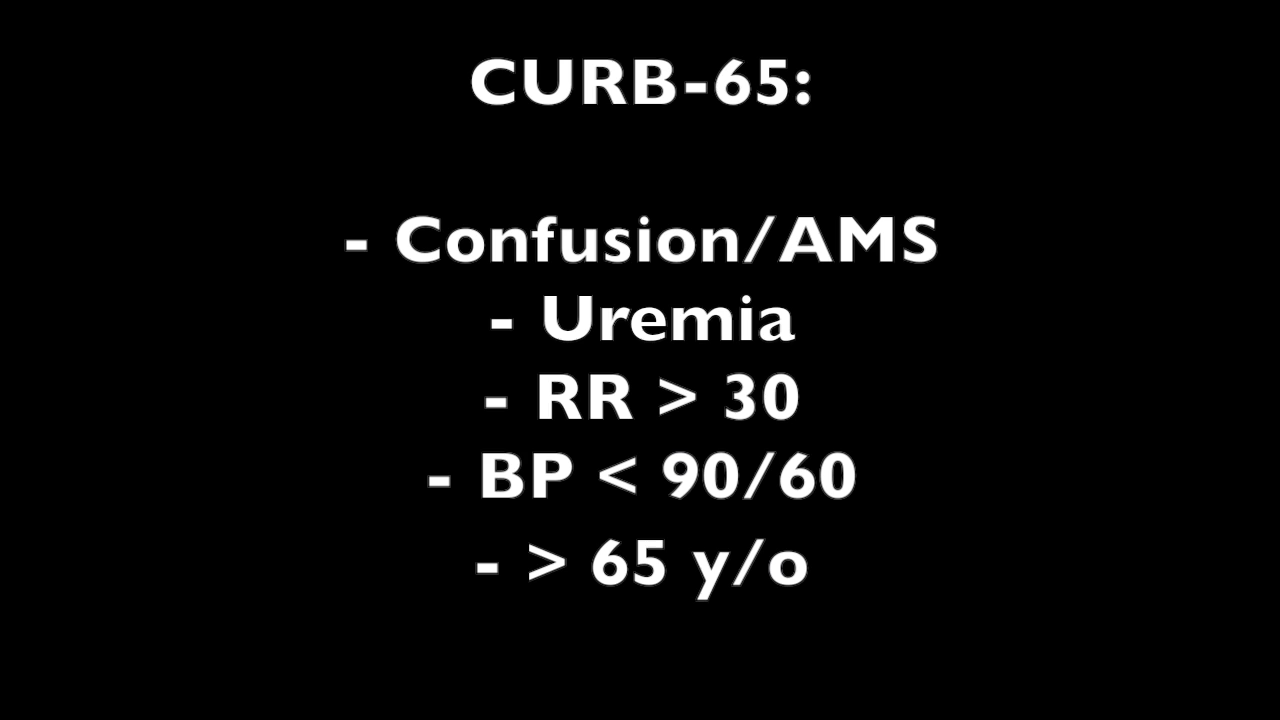 CURB-65:
- Confusion/AMS
- Uremia
- RR > 30
- BP < 90/60
- > 65 y/o